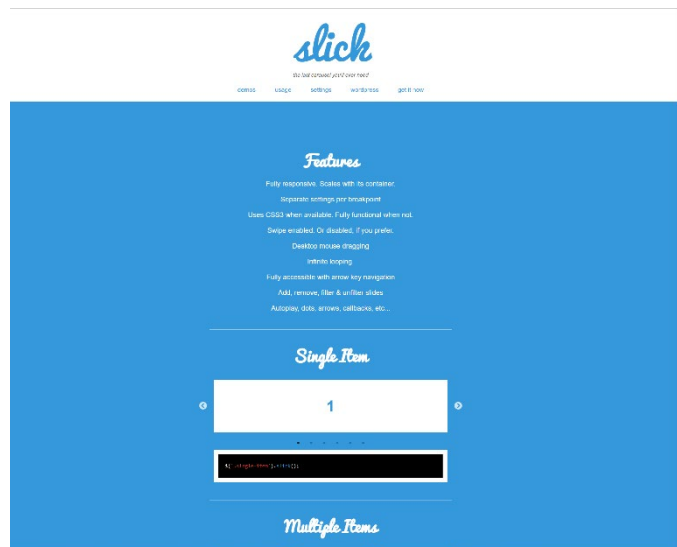 slick
the last carousel you'll ever need
demos usage settings wordpress get it now
Features
Fully responsive. Scales with its container.
Separate settings per breakpoint
Uses CSS3 when available. Fully functional when not.
Swipe enabled. Or disabled, if you prefer.
Desktop mouse dragging
Infinite looping.
Fully accessible with arrow key navigation
Add, remove, filter & unfilter slides
Autoplay, dots, arrows, callbacks, etc...
Single Item
1
$('.single-item').slick();
Multiple Items